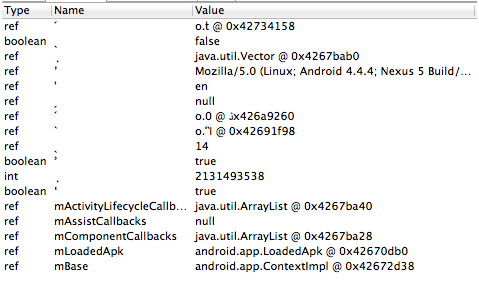 Type Name Value
ref o.t @ 0x42734158
boolean false
ref java.util.Vector @ 0x4267bab0
ref Mozilla/5.0 (Linux; Android 4.4.4; Nexus 5 Build/...
ref en
ref null
ref @ 0x426a9260
ref @ 0x42691f98
ref 14
boolean true
int 2131493538
boolean true
ref mActivityLifecycleCallb... java.util.ArrayList @ 0x4267ba40
ref mAssistCallbacks null
ref mComponentCallbacks java.util.ArrayList @ 0x4267ba28
ref mLoadedApk android.app.LoadedApk @ 0x42670db0
ref mBase android.app.ContextImpl @ 0x42672d38